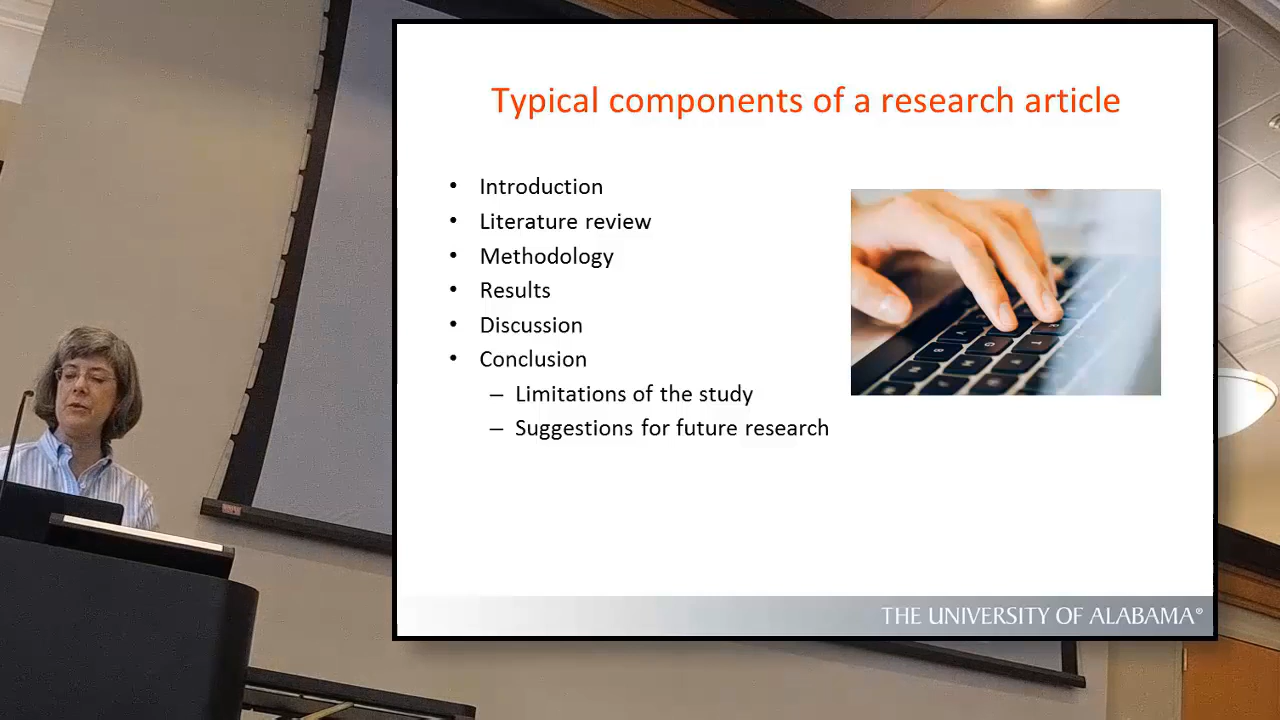 Typical components of a research article
• Introduction
• Literature review
• Methodology
• Results
• Discussion
• Conclusion
– Limitations of the study
– Suggestions for future research
THE UNIVERSITY OF ALABAMA®